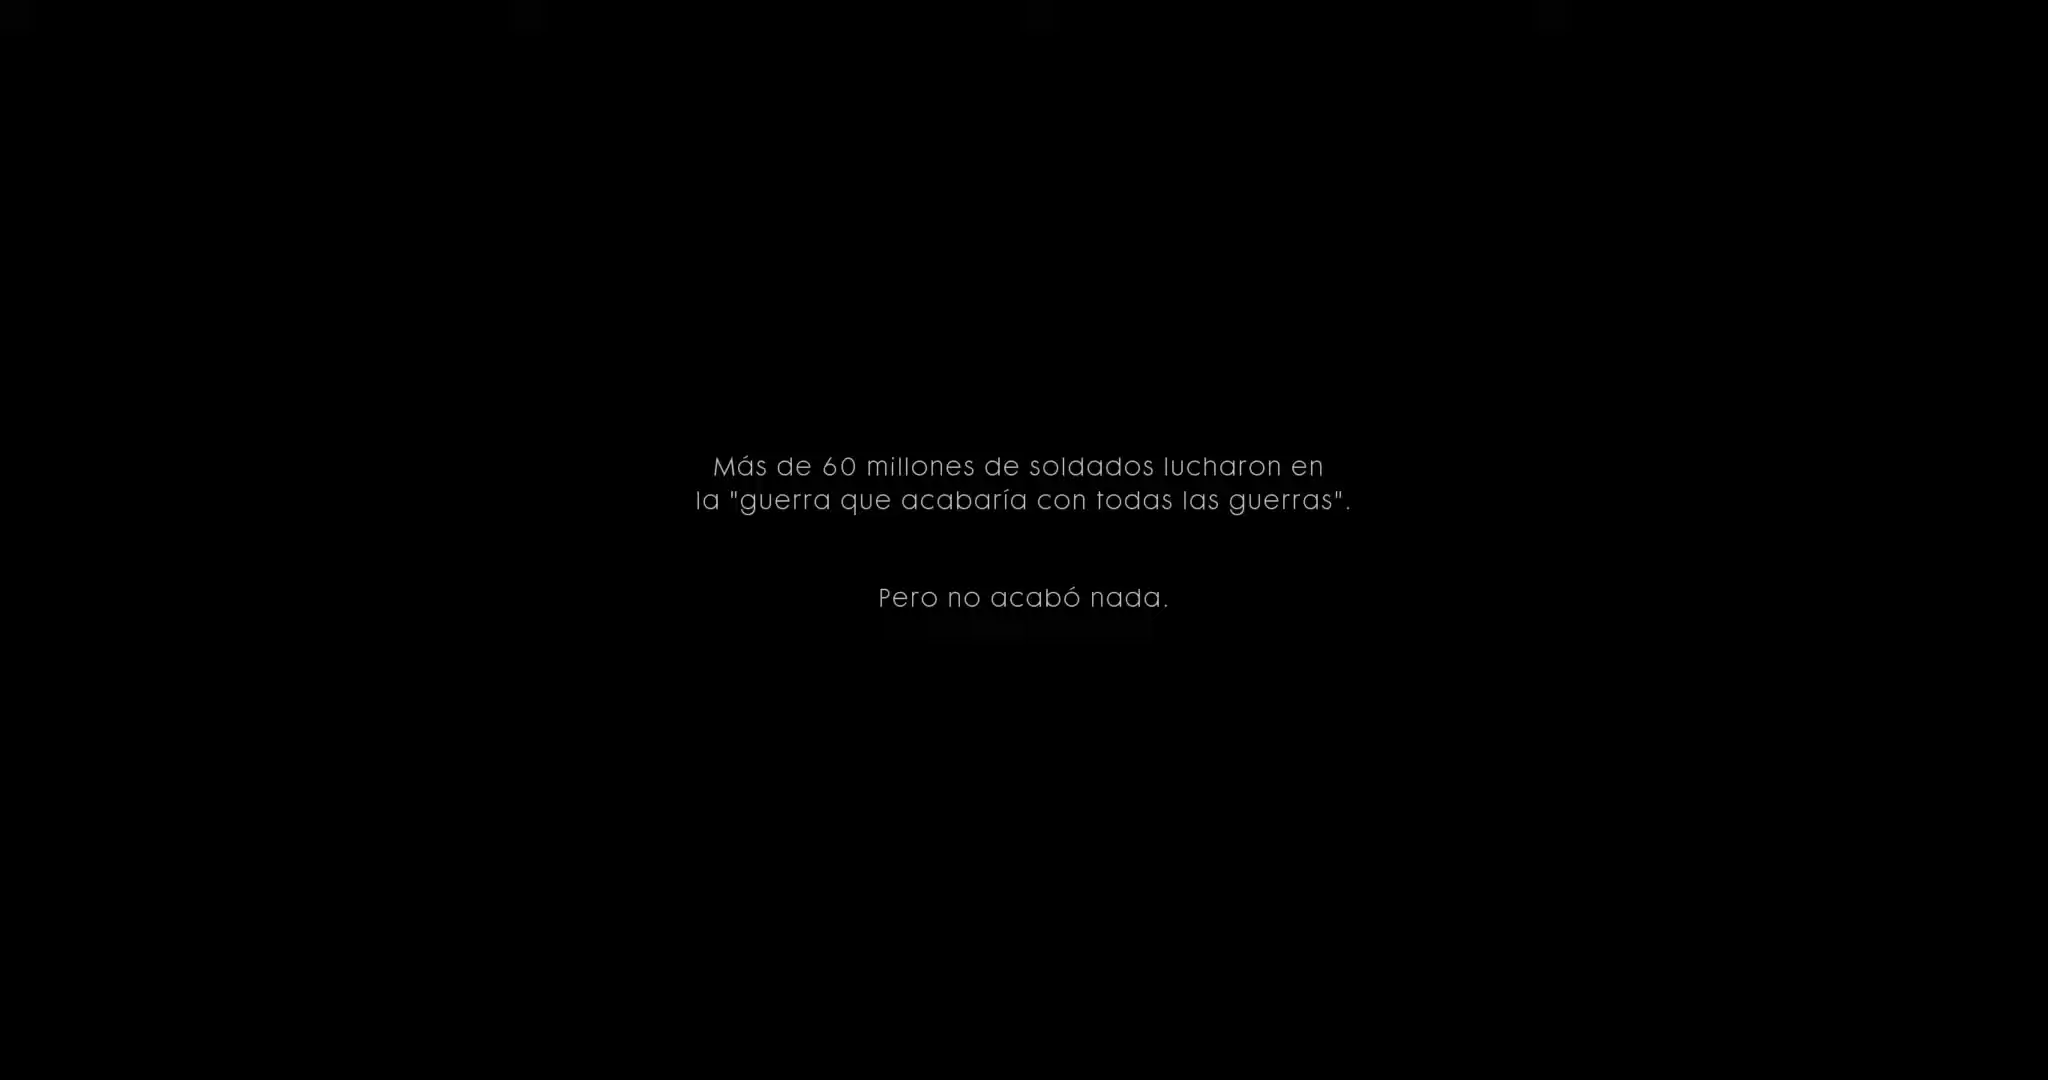 Más de 60 millones de soldados lucharon en
la "guerra que acabaría con todas las guerras".
Pero no acabó nada.